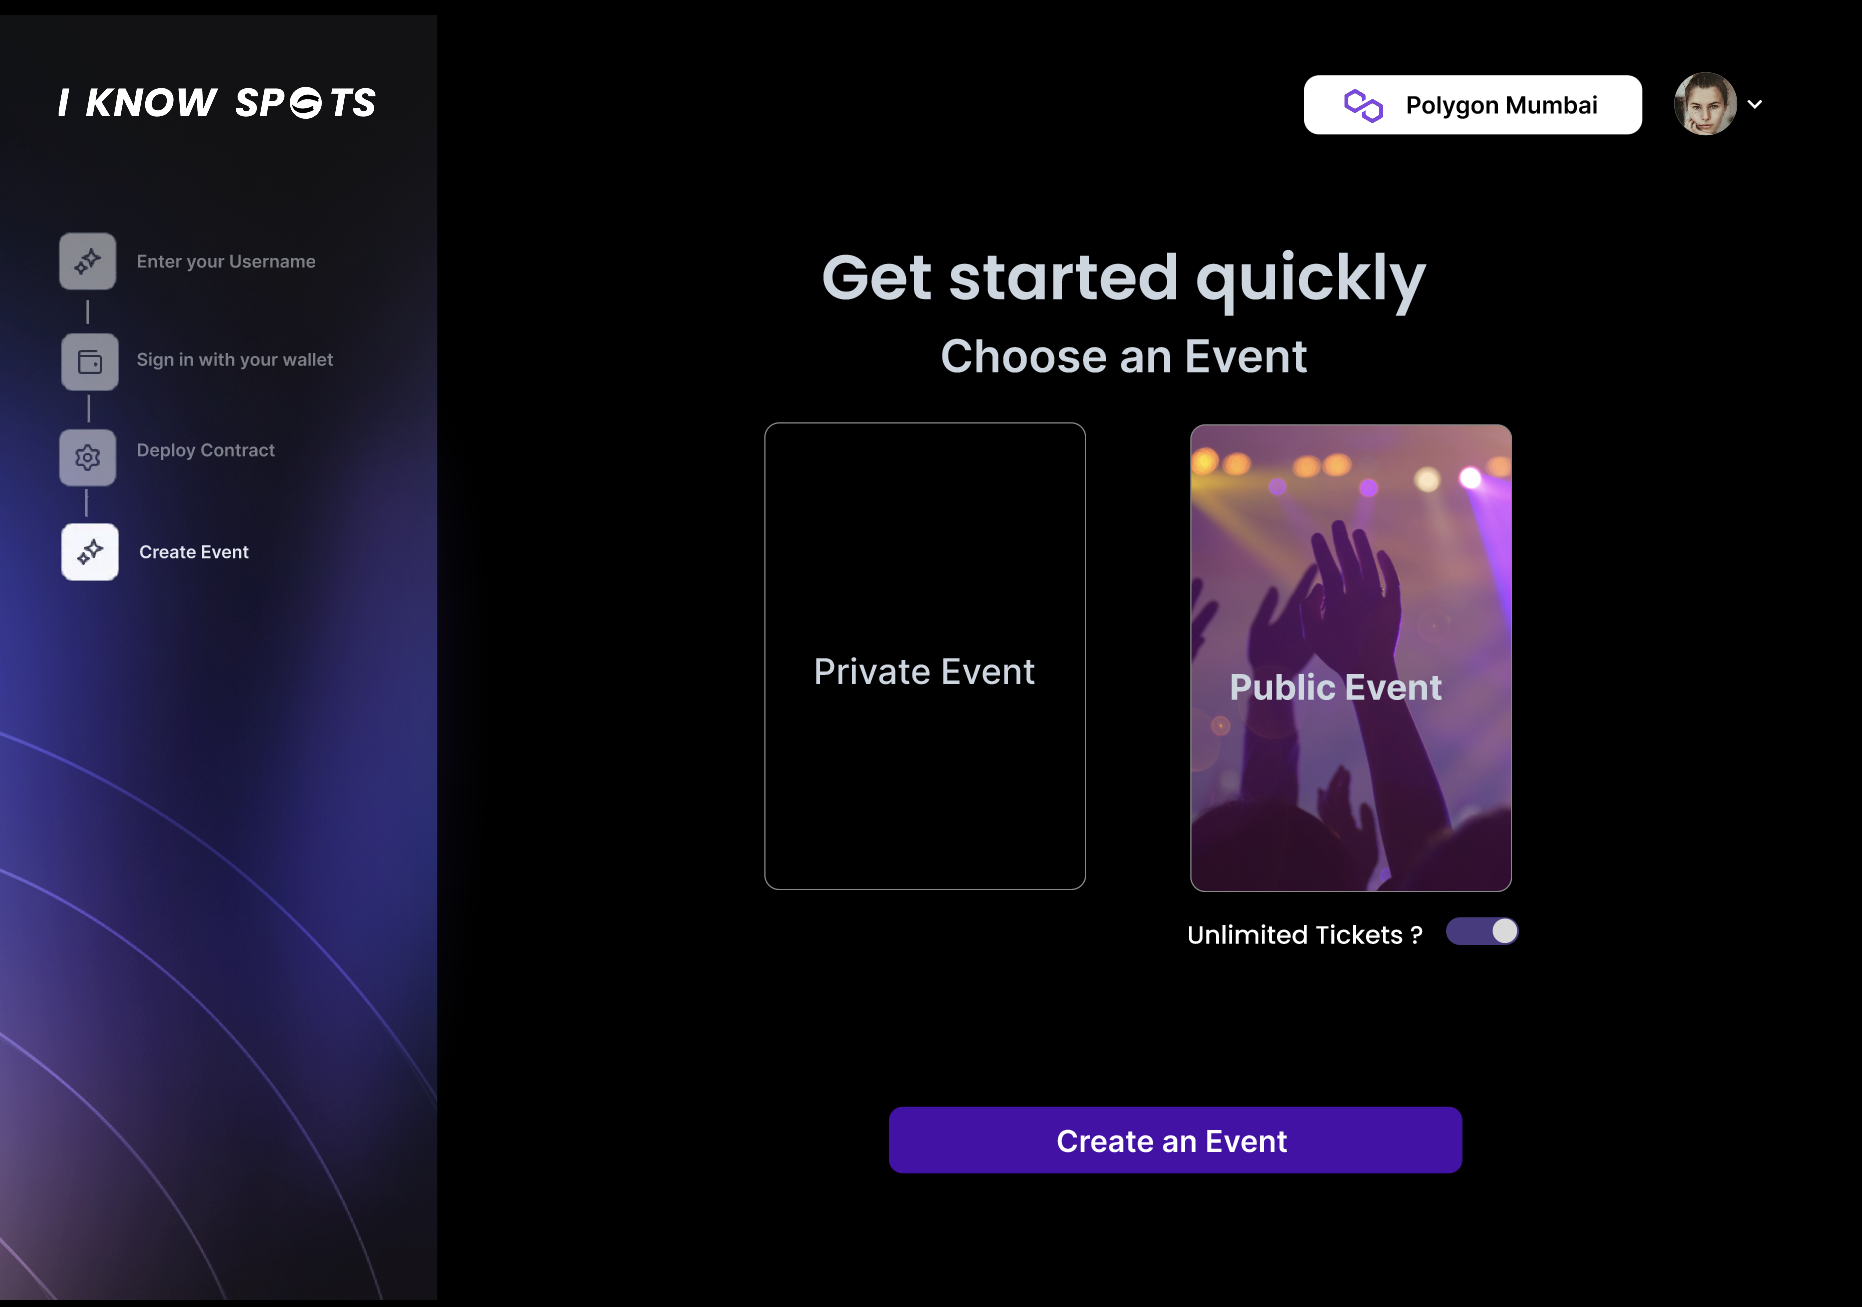 I KNOW SPOTS
Polygon Mumbai
Enter your Username
Sign in with your wallet
Deploy Contract
Create Event
Get started quickly
Choose an Event
Private Event
Public Event
Unlimited Tickets ?
Create an Event